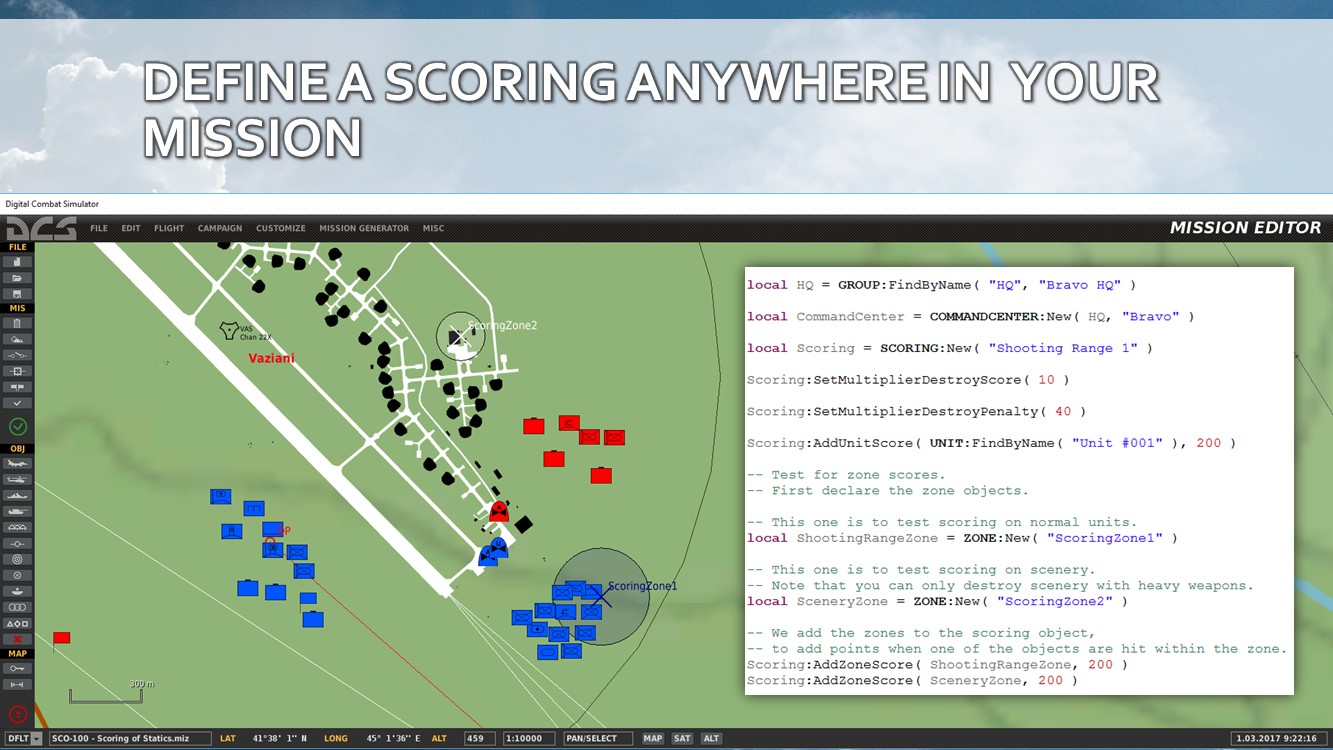 DEFINE A SCORING ANYWHERE IN YOUR
MISSION
Digital Combat Simulator
DCS FILE EDIT FLIGHT CAMPAIGN CUSTOMIZE MISSION GENERATOR MISC MISSION EDITOR
FILE
MIS
OBJ
MAP
VAS
Chan 22X
Vaziani
ScoringZone2
ScoringZone1
300 m
local HQ = GROUP:FindByName( "HQ", "Bravo HQ" )
local CommandCenter = COMMANDCENTER:New( HQ, "Bravo" )
local Scoring = SCORING:New( "Shooting Range 1" )
Scoring:SetMultiplierDestroyScore( 10 )
Scoring:SetMultiplierDestroyPenalty( 40 )
Scoring:AddUnitScore( UNIT:FindByName( "Unit #001" ), 200 )
-- Test for zone scores.
-- First declare the zone objects.
-- This one is to test scoring on normal units.
local ShootingRangeZone = ZONE:New( "ScoringZone1" )
-- This one is to test scoring on scenery.
-- Note that you can only destroy scenery with heavy weapons.
local SceneryZone = ZONE:New( "ScoringZone2" )
-- We add the zones to the scoring object,
-- to add points when one of the objects are hit within the zone.
Scoring:AddZoneScore( ShootingRangeZone, 200 )
Scoring:AddZoneScore( SceneryZone, 200 )
DFLT SCO-100 - Scoring of Statics.miz LAT 41°38' 1'' N LONG 45° 1'36'' E ALT 459 1:10000 PAN/SELECT MAP SAT ALT 1.03.2017 9:22:16